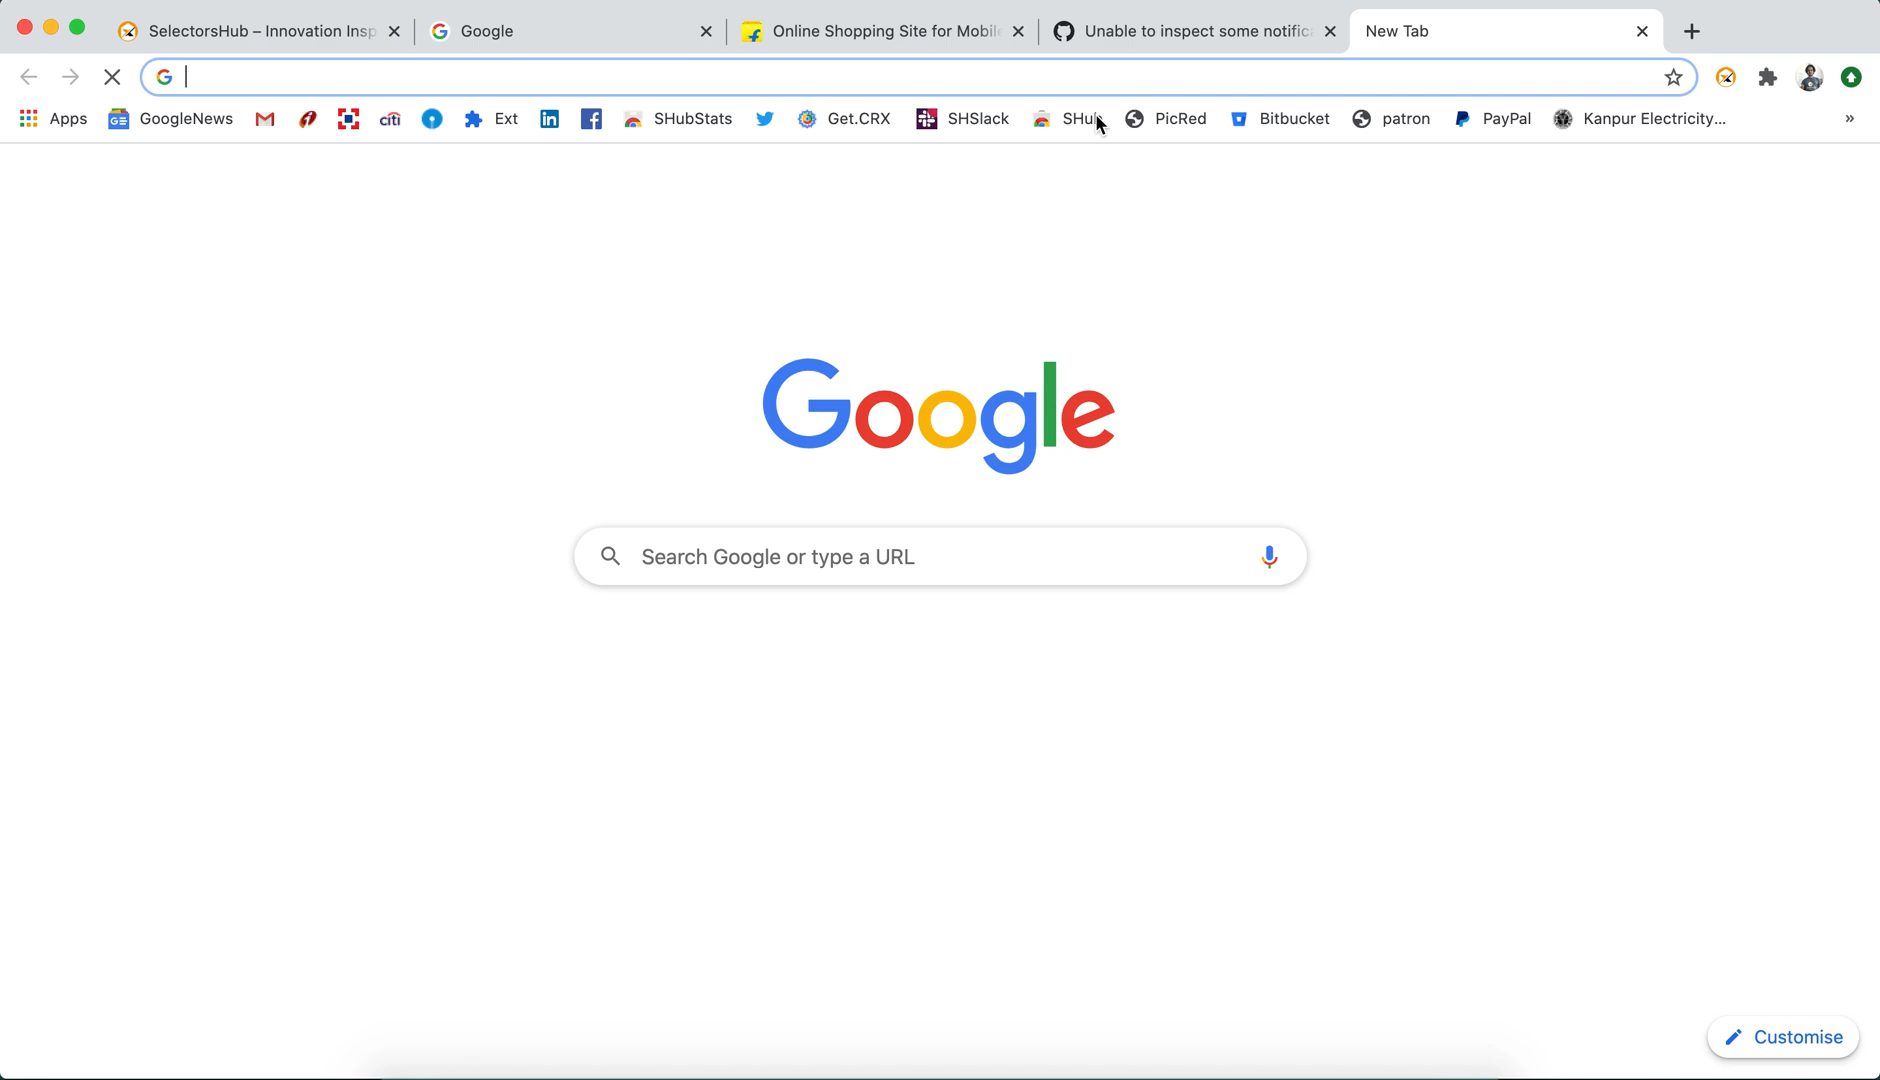 SelectorsHub – Innovation Insp
Google
Online Shopping Site for Mobil
Unable to inspect some notific
New Tab
Apps
GoogleNews
citi
Ext
SHubStats
Get.CRX
SHSlack
SHub
PicRed
Bitbucket
patron
PayPal
Kanpur Electricity...
»
Google
Search Google or type a URL
Customise